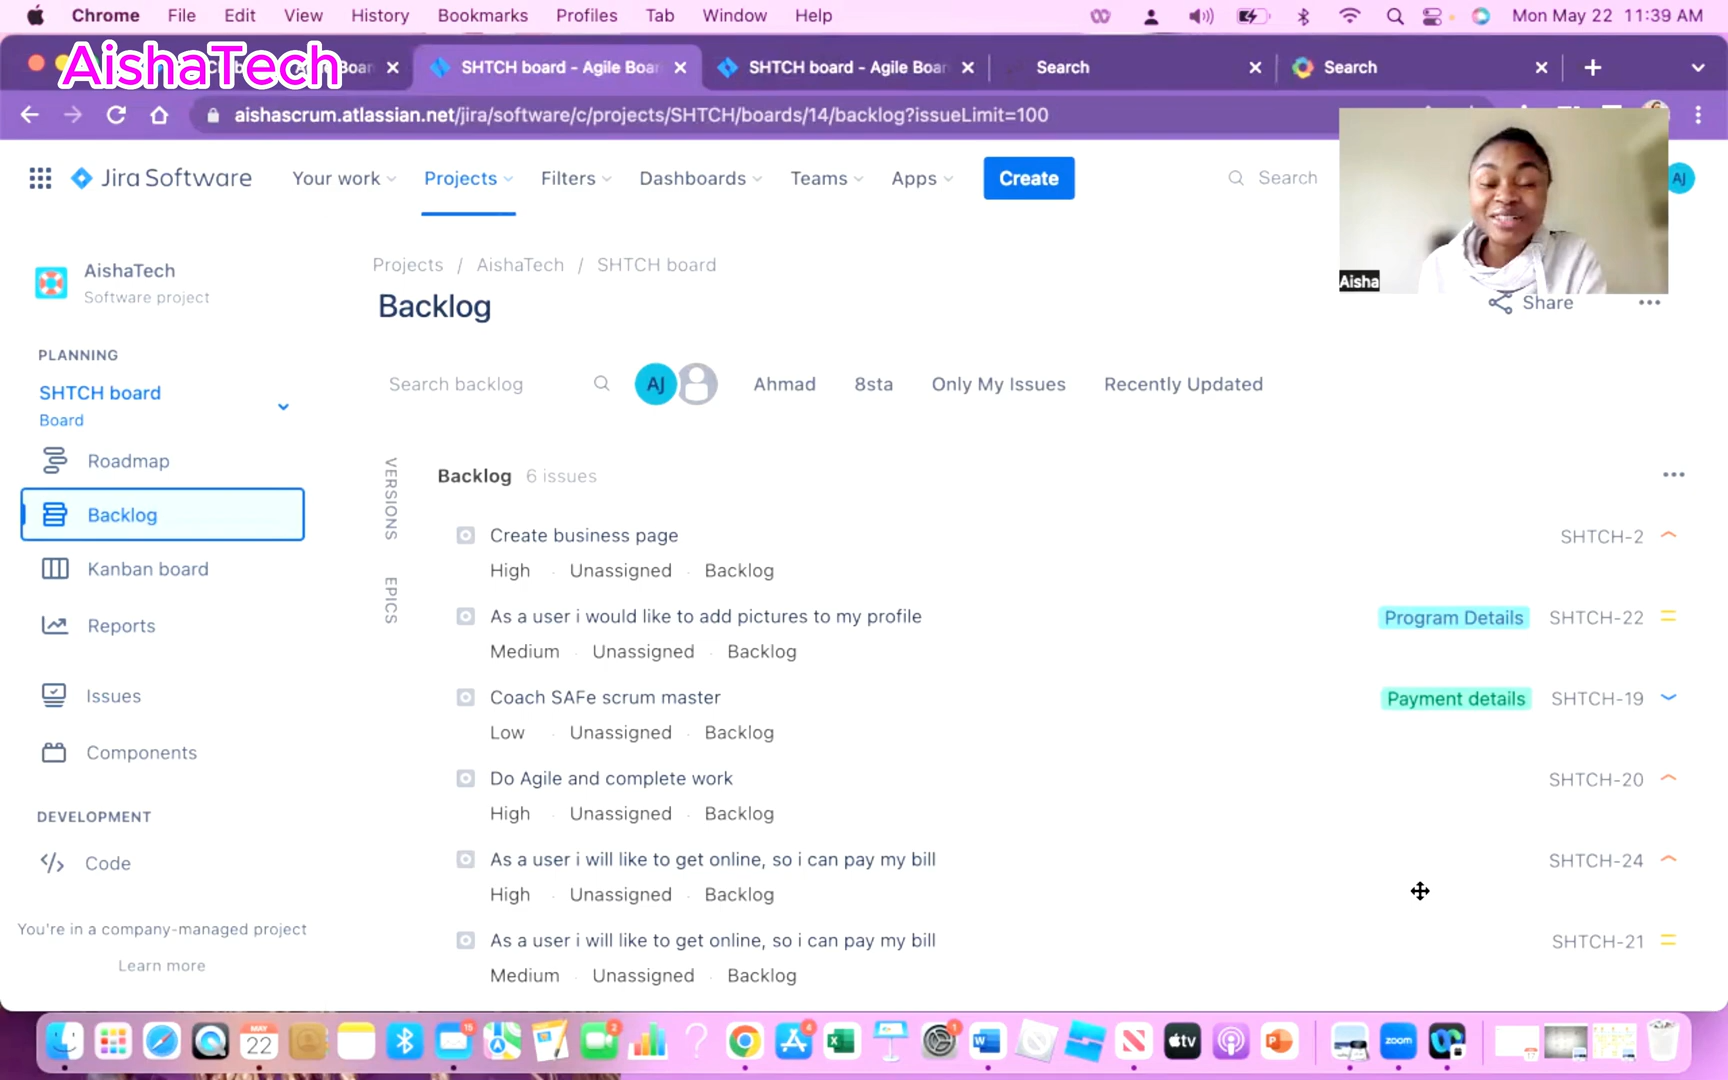 Chrome File Edit View History Bookmarks Profiles Tab Window Help Mon May 22 11:39 AM
AishaTech
SHTCH board - Agile Boar SHTCH board - Agile Boar Search Search
aishascrum.atlassian.net/jira/software/c/projects/SHTCH/boards/14/backlog?issueLimit=100
Jira Software Your work Projects Filters Dashboards Teams Apps Create Search AJ
Aisha
AishaTech
Software project
PLANNING
SHTCH board
Board
Roadmap
Backlog
Kanban board
Reports
Issues
Components
DEVELOPMENT
Code
You're in a company-managed project
Learn more
Projects / AishaTech / SHTCH board
Backlog
Share
Search backlog AJ Ahmad 8sta Only My Issues Recently Updated
VERSIONS
EPICS
Backlog 6 issues
Create business page SHTCH-2
High Unassigned Backlog
As a user i would like to add pictures to my profile Program Details SHTCH-22
Medium Unassigned Backlog
Coach SAFe scrum master Payment details SHTCH-19
Low Unassigned Backlog
Do Agile and complete work SHTCH-20
High Unassigned Backlog
As a user i will like to get online, so i can pay my bill SHTCH-24
High Unassigned Backlog
As a user i will like to get online, so i can pay my bill SHTCH-21
Medium Unassigned Backlog
MAY
22
15
2
4
1
tv
zoom